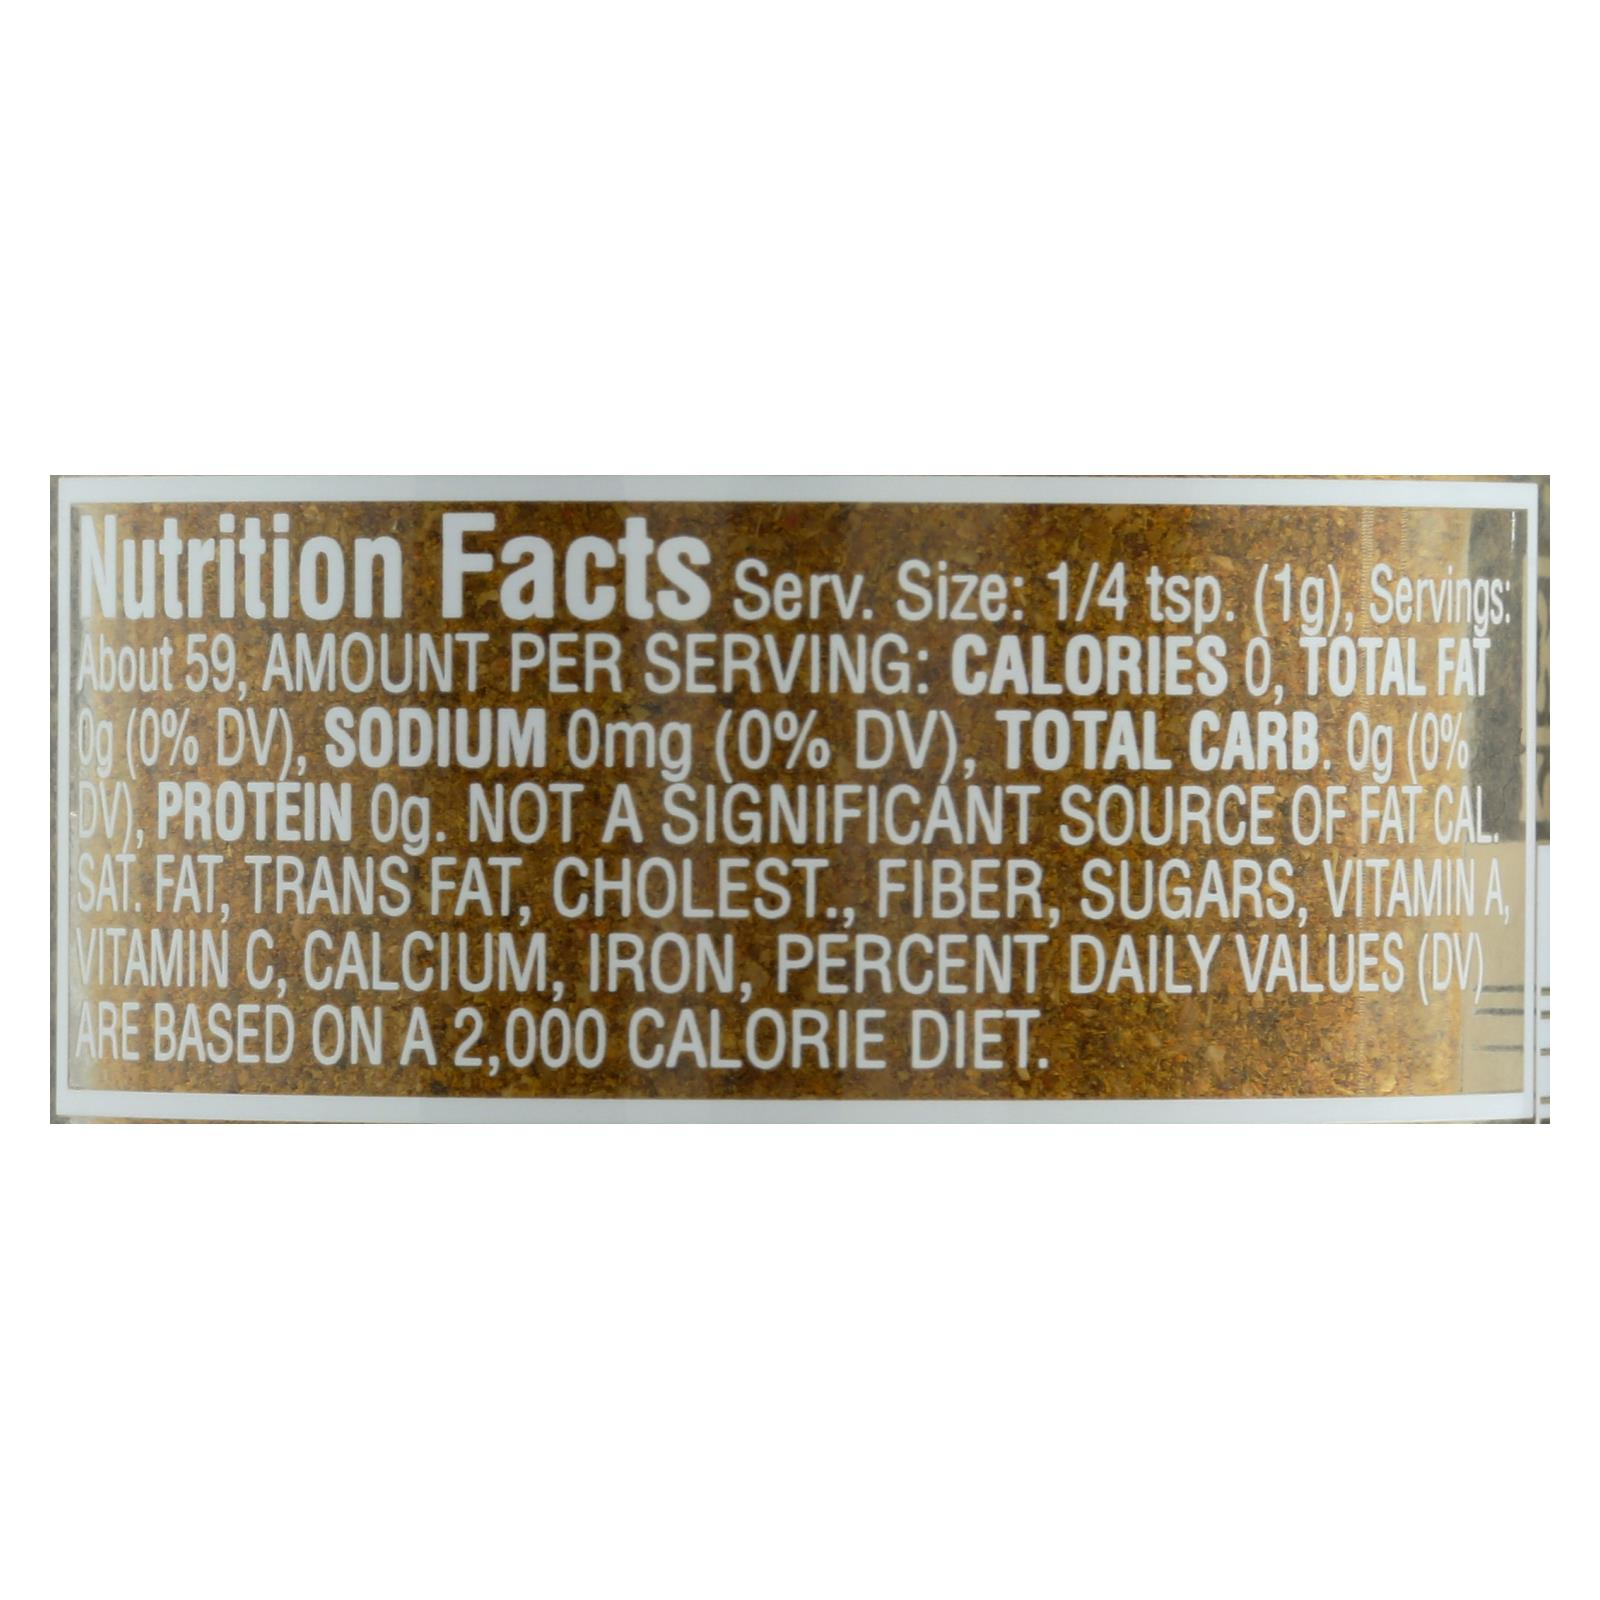 Nutrition Facts Serv. Size: 1/4 tsp. (1g), Servings:
About 59, AMOUNT PER SERVING: CALORIES 0, TOTAL FAT
0g (0% DV), SODIUM 0mg (0% DV), TOTAL CARB. 0g (0%
DV), PROTEIN 0g. NOT A SIGNIFICANT SOURCE OF FAT CAL.
SAT. FAT, TRANS FAT, CHOLEST., FIBER, SUGARS, VITAMIN A,
VITAMIN C, CALCIUM, IRON, PERCENT DAILY VALUES (DV)
ARE BASED ON A 2,000 CALORIE DIET.